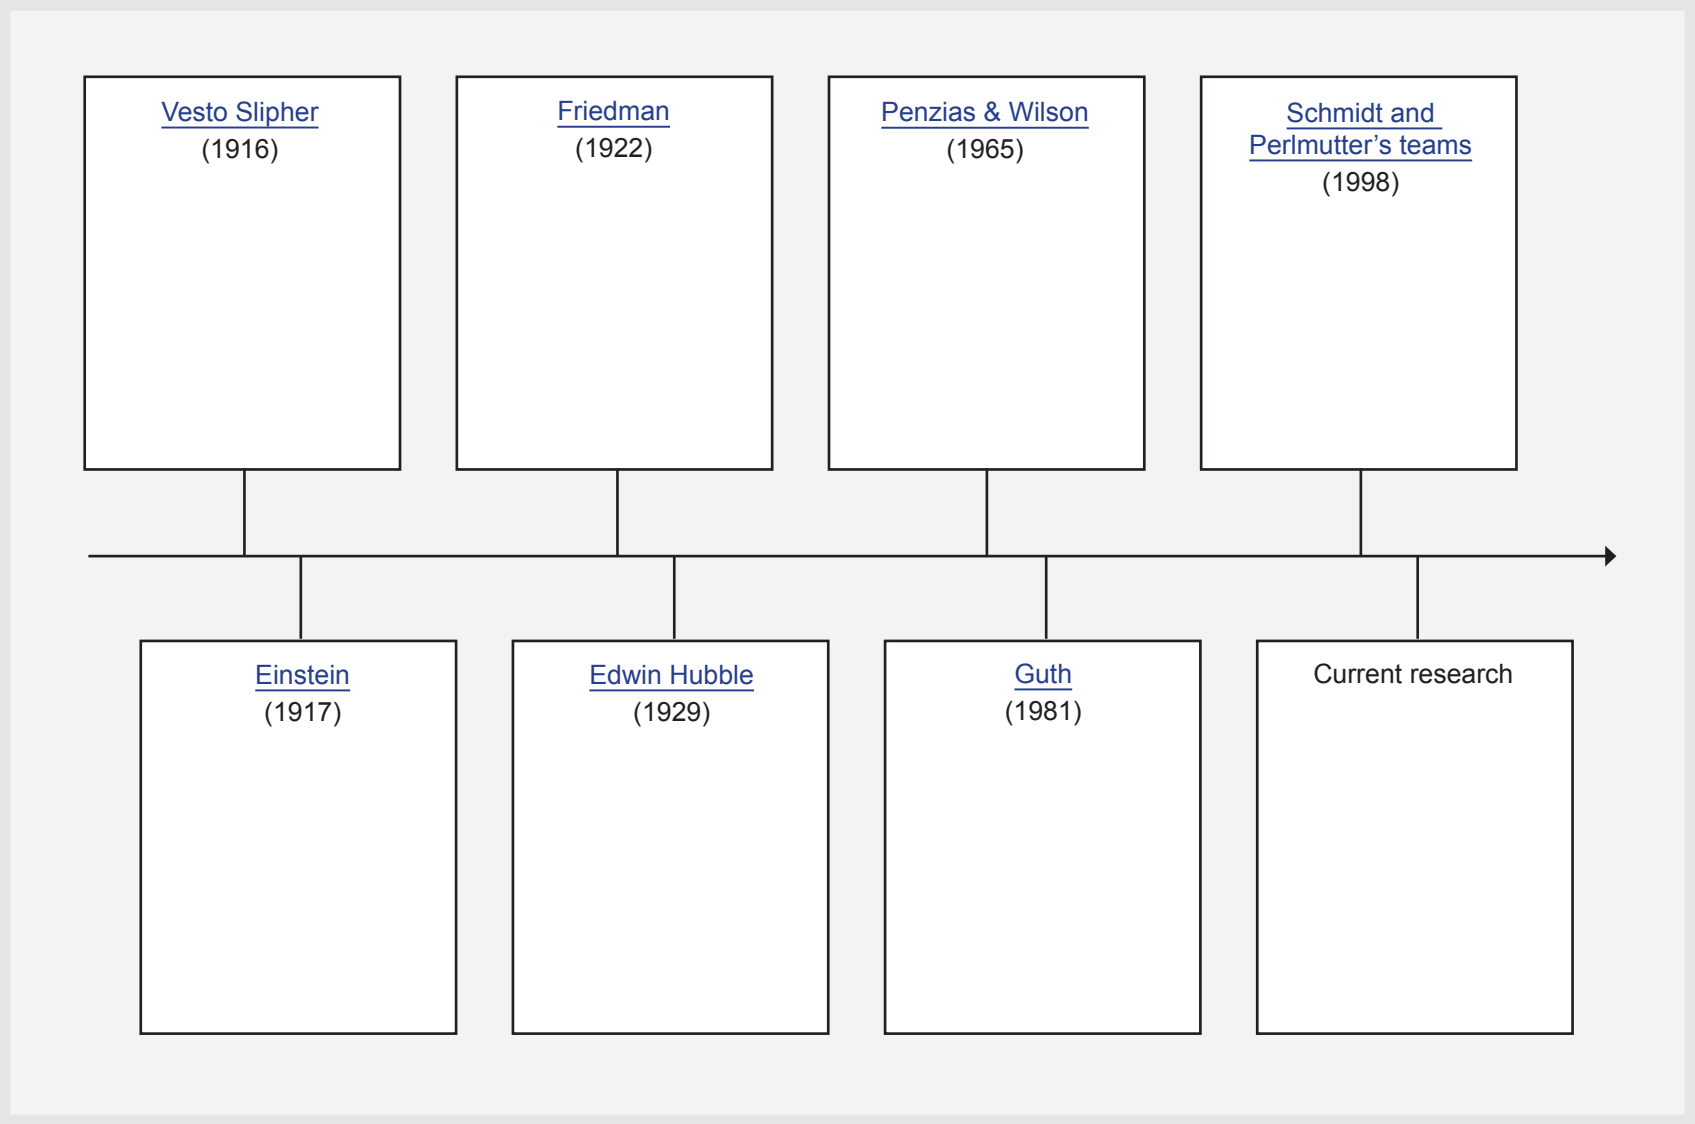 Vesto Slipher
(1916)
Friedman
(1922)
Penzias & Wilson
(1965)
Schmidt and
Perlmutter’s teams
(1998)
Einstein
(1917)
Edwin Hubble
(1929)
Guth
(1981)
Current research